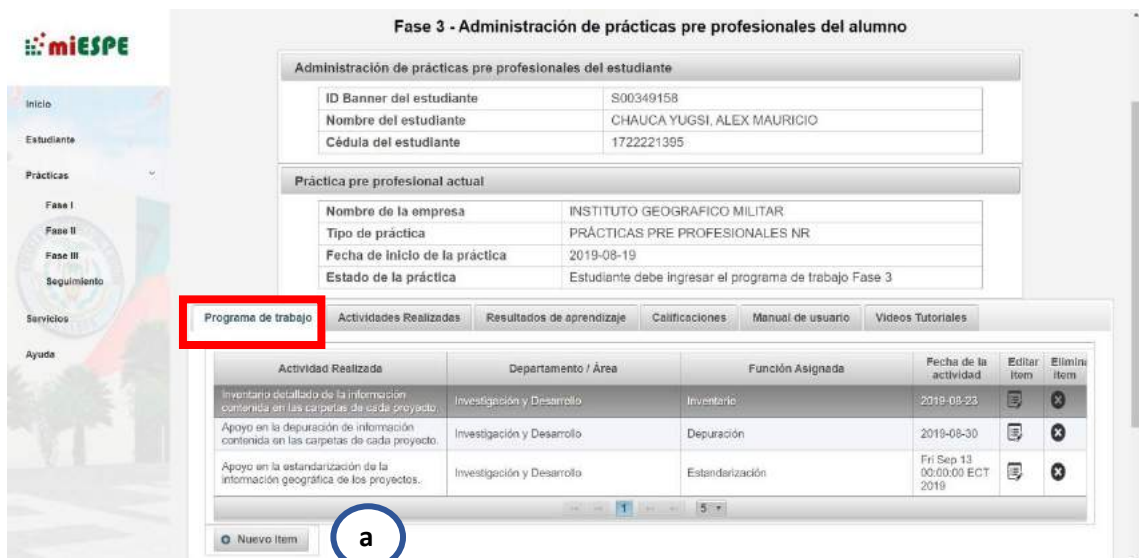 Fase 3 - Administración de prácticas pre profesionales del alumno
miESPE
Inicio
Estudiante
Prácticas
Fase I
Fase II
Fase III
Seguimiento
Servicios
Ayuda
Administración de prácticas pre profesionales del estudiante
ID Banner del estudiante S00349158
Nombre del estudiante CHAUCA YUGSI, ALEX MAURICIO
Cédula del estudiante 1722221395
Práctica pre profesional actual
Nombre de la empresa INSTITUTO GEOGRAFICO MILITAR
Tipo de práctica PRÁCTICAS PRE PROFESIONALES NR
Fecha de inicio de la práctica 2019-08-19
Estado de la práctica Estudiante debe ingresar el programa de trabajo Fase 3
Programa de trabajo Actividades Realizadas Resultados de aprendizaje Calificaciones Manual de usuario Videos Tutoriales
Actividad Realizada Departamento / Área Función Asignada Fecha de la actividad Editar item Elimina item
Inventario detallado de la información
contenida en las carpetas de cada proyecto. Investigación y Desarrollo Inventario 2019-08-23
Apoyo en la depuración de información
contenida en las carpetas de cada proyecto. Investigación y Desarrollo Depuración 2019-08-30
Apoyo en la estandarización de la
información geográfica de los proyectos. Investigación y Desarrollo Estandarización Fri Sep 13 00:00:00 ECT 2019
1 5
Nuevo Item
a